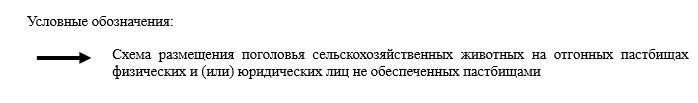 Условные обозначения:
Схема размещения поголовья сельскохозяйственных животных на отгонных пастбищах
физических и (или) юридических лиц не обеспеченных пастбищами